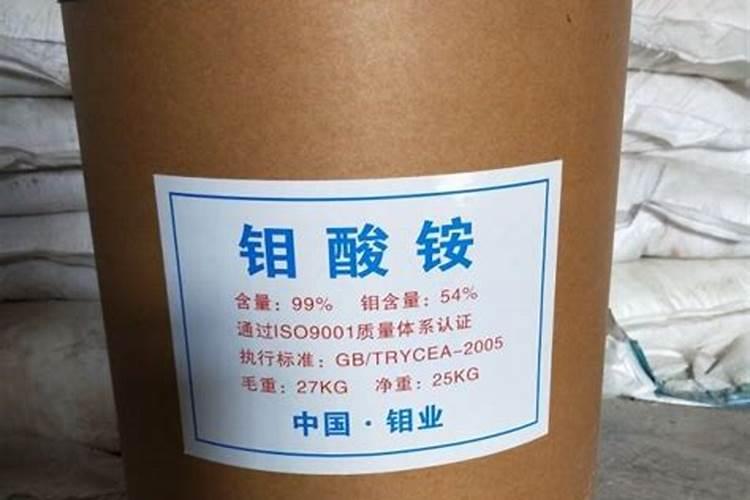 钼酸铵
含量：99% 钼含量：54%
通过ISO9001质量体系认证
执行标准：GB/TRYCEA-2005
毛重：27KG 净重：25KG
中国·钼业